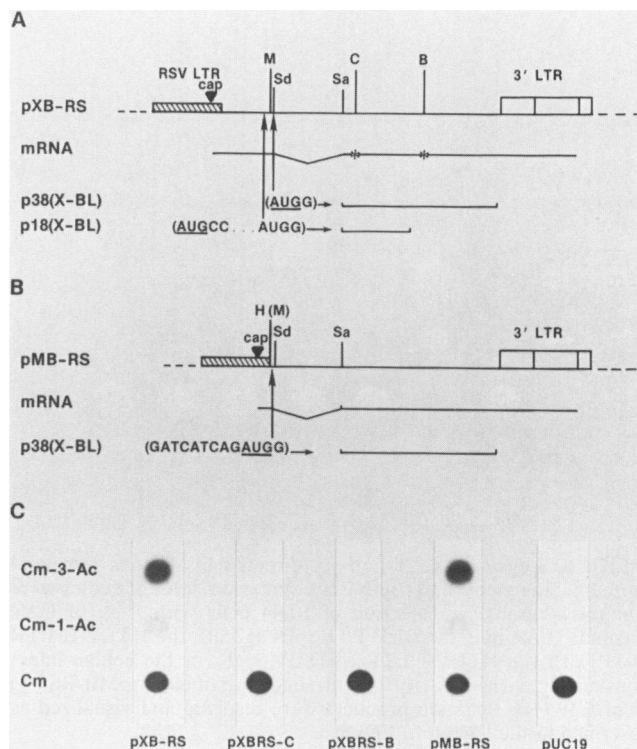 A
M C B
RSV LTR Sd Sa 3' LTR
cap
pXB-RS
mRNA
p38(X-BL) (AUGG)
p18(X-BL) (AUGCC ... AUGG)
B
H (M)
cap Sd Sa 3' LTR
pMB-RS
mRNA
p38(X-BL) (GATCATCAGAUGG)
C
Cm-3-Ac
Cm-1-Ac
Cm
pXB-RS pXBRS-C pXBRS-B pMB-RS pUC19